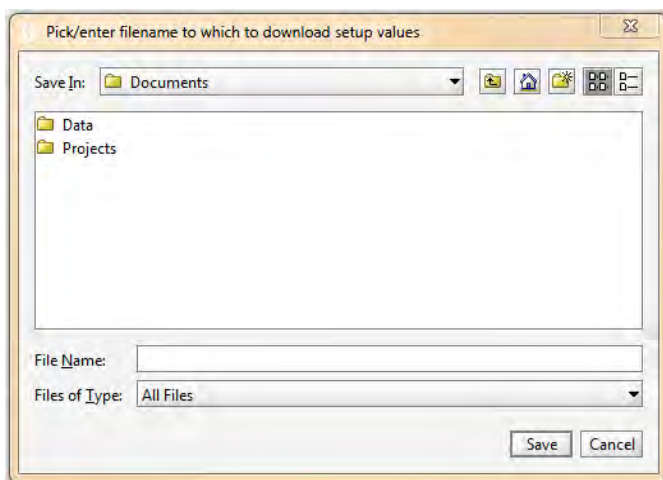 Pick/enter filename to which to download setup values
Save In: Documents
Data
Projects
File Name:
Files of Type: All Files
Save Cancel